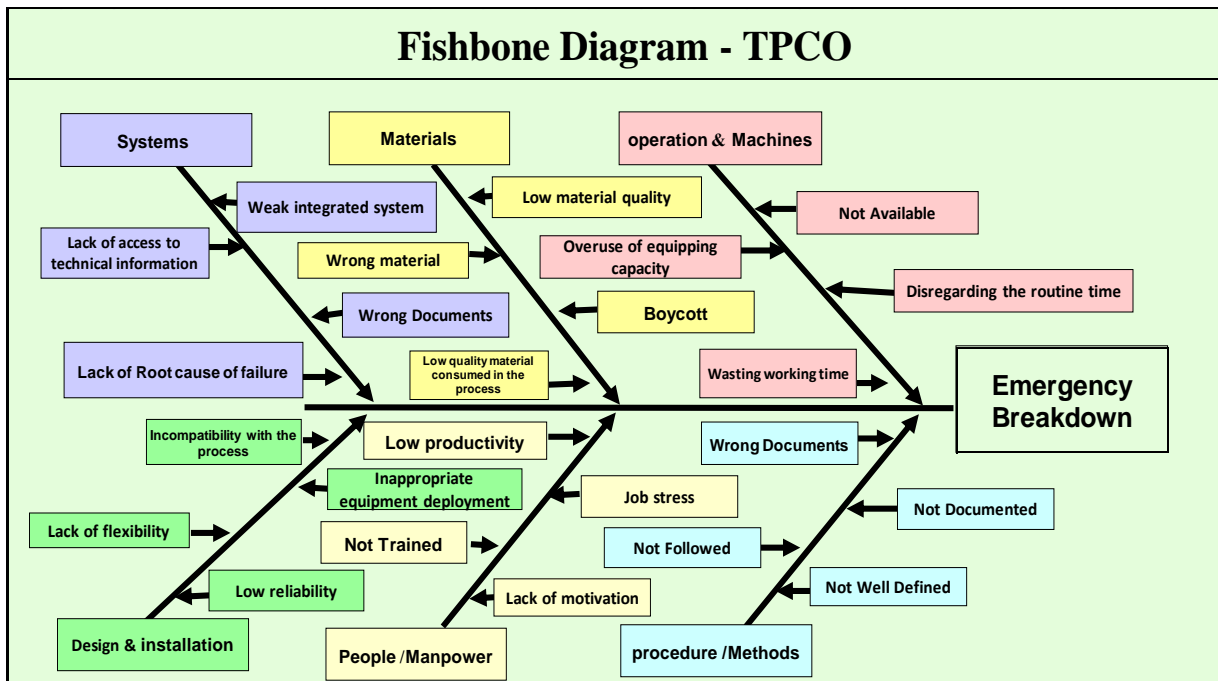 Fishbone Diagram - TPCO
Systems
Materials
operation & Machines
Weak integrated system
Lack of access to
technical information
Wrong Documents
Lack of Root cause of failure
Low material quality
Wrong material
Boycott
Low quality material
consumed in the
process
Not Available
Overuse of equipping
capacity
Disregarding the routine time
Wasting working time
Emergency
Breakdown
Incompatibility with the
process
Inappropriate
equipment deployment
Lack of flexibility
Low reliability
Design & installation
Low productivity
Job stress
Not Trained
Lack of motivation
People /Manpower
Wrong Documents
Not Documented
Not Followed
Not Well Defined
procedure /Methods